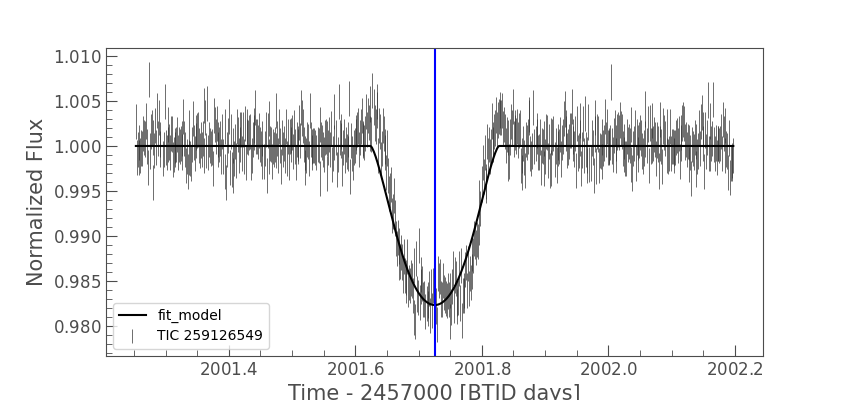 1.010
1.005
1.000
0.995
0.990
0.985
0.980
Normalized Flux
fit_model
TIC 259126549
2001.4 2001.6 2001.8 2002.0 2002.2
Time - 2457000 [BTJD days]